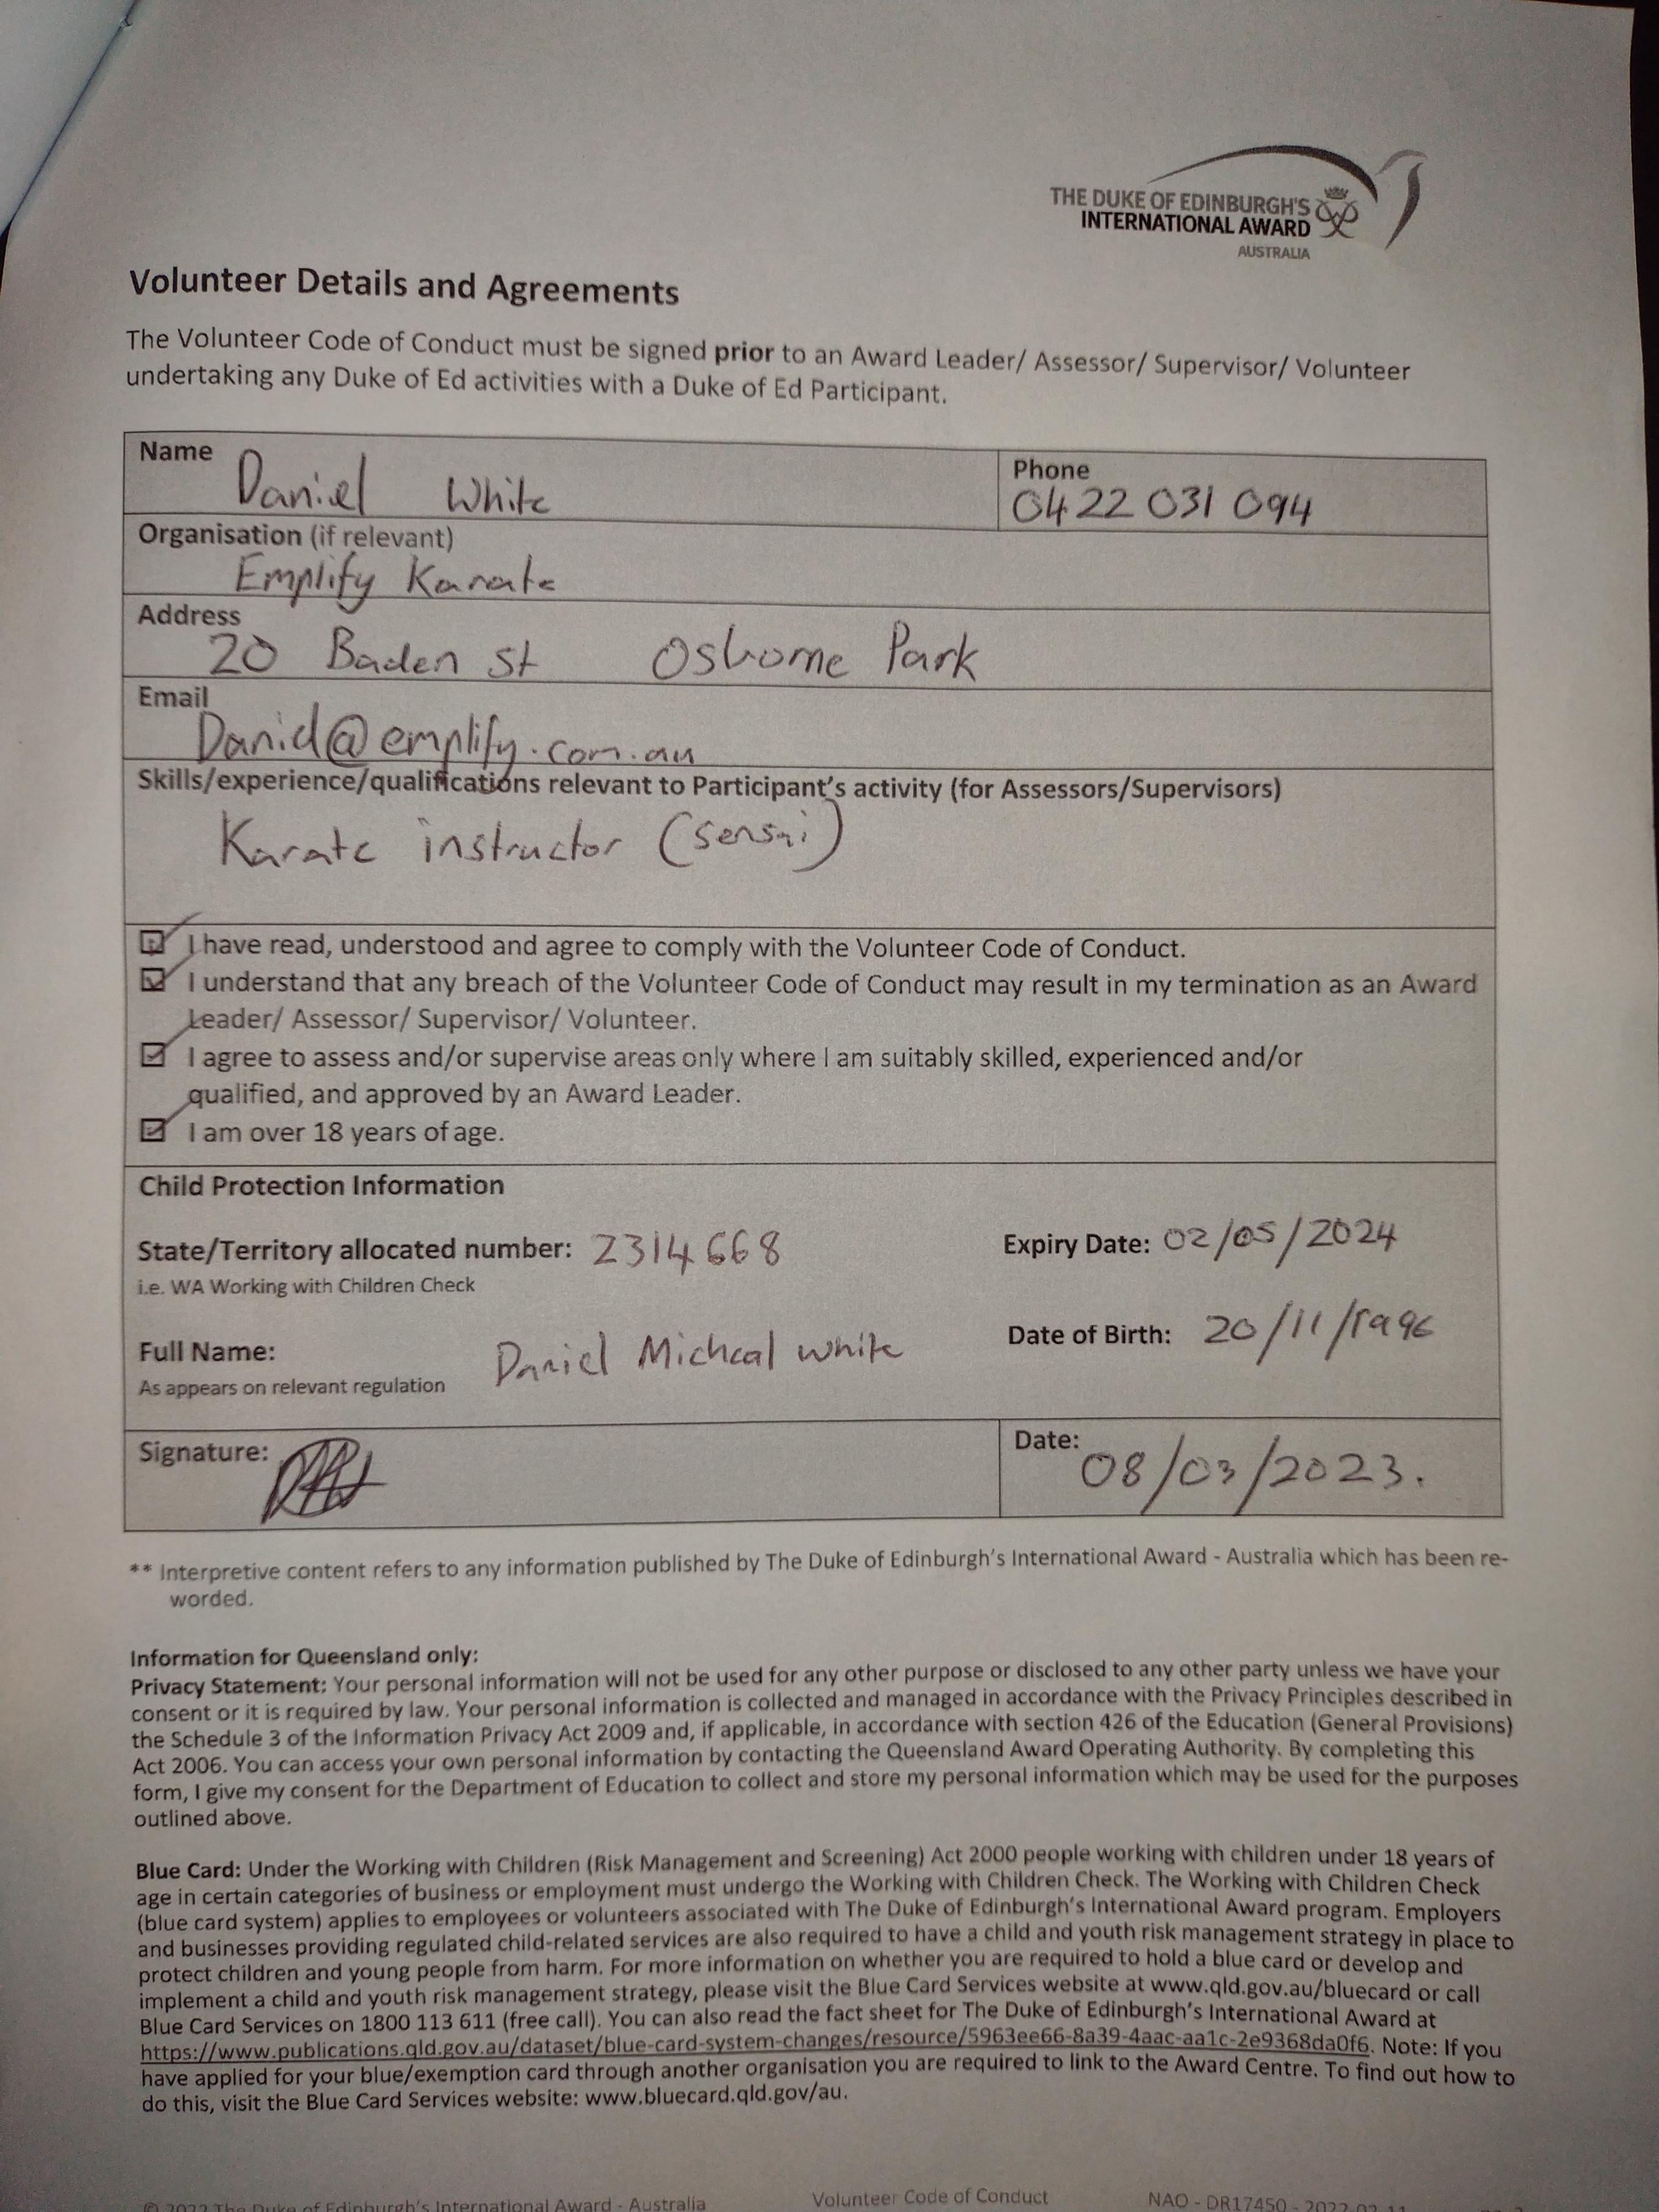 THE DUKE OF EDINBURGH'S
INTERNATIONAL AWARD
AUSTRALIA
Volunteer Details and Agreements
The Volunteer Code of Conduct must be signed prior to an Award Leader/ Assessor/ Supervisor/ Volunteer
undertaking any Duke of Ed activities with a Duke of Ed Participant.
Name
Daniel White
Phone
0422 031 094
Organisation (if relevant)
Emplify Karate
Address
20 Baden st Osborne Park
Email
Daniel@emplify.com.au
Skills/experience/qualifications relevant to Participant's activity (for Assessors/Supervisors)
Karate instructor (sensai)
I have read, understood and agree to comply with the Volunteer Code of Conduct.
I understand that any breach of the Volunteer Code of Conduct may result in my termination as an Award
Leader/ Assessor/ Supervisor/ Volunteer.
I agree to assess and/or supervise areas only where I am suitably skilled, experienced and/or
qualified, and approved by an Award Leader.
I am over 18 years of age.
Child Protection Information
State/Territory allocated number: 2314668
Expiry Date: 02/05/2024
i.e. WA Working with Children Check
Date of Birth: 20/11/1996
Full Name: Daniel Micheal white
As appears on relevant regulation
Signature:
Date: 08/03/2023.
** Interpretive content refers to any information published by The Duke of Edinburgh's International Award - Australia which has been re-
worded.
Information for Queensland only:
Privacy Statement: Your personal information will not be used for any other purpose or disclosed to any other party unless we have your
consent or it is required by law. Your personal information is collected and managed in accordance with the Privacy Principles described in
the Schedule 3 of the Information Privacy Act 2009 and, if applicable, in accordance with section 426 of the Education (General Provisions)
Act 2006. You can access your own personal information by contacting the Queensland Award Operating Authority. By completing this
form, I give my consent for the Department of Education to collect and store my personal information which may be used for the purposes
outlined above.
Blue Card: Under the Working with Children (Risk Management and Screening) Act 2000 people working with children under 18 years of
age in certain categories of business or employment must undergo the Working with Children Check. The Working with Children Check
(blue card system) applies to employees or volunteers associated with The Duke of Edinburgh's International Award program. Employers
and businesses providing regulated child-related services are also required to have a child and youth risk management strategy in place to
protect children and young people from harm. For more information on whether you are required to hold a blue card or develop and
implement a child and youth risk management strategy, please visit the Blue Card Services website at www.qld.gov.au/bluecard or call
Blue Card Services on 1800 113 611 (free call). You can also read the fact sheet for The Duke of Edinburgh's International Award at
https://www.publications.qld.gov.au/dataset/blue-card-system-changes/resource/5963ee66-8a39-4aac-aa1c-2e9368da0f6. Note: If you
have applied for your blue/exemption card through another organisation you are required to link to the Award Centre. To find out how to
do this, visit the Blue Card Services website: www.bluecard.qld.gov/au.
© 2022 The Duke of Edinburgh's International Award - Australia
Volunteer Code of Conduct
NAO - DR17450 - 2022-02-11